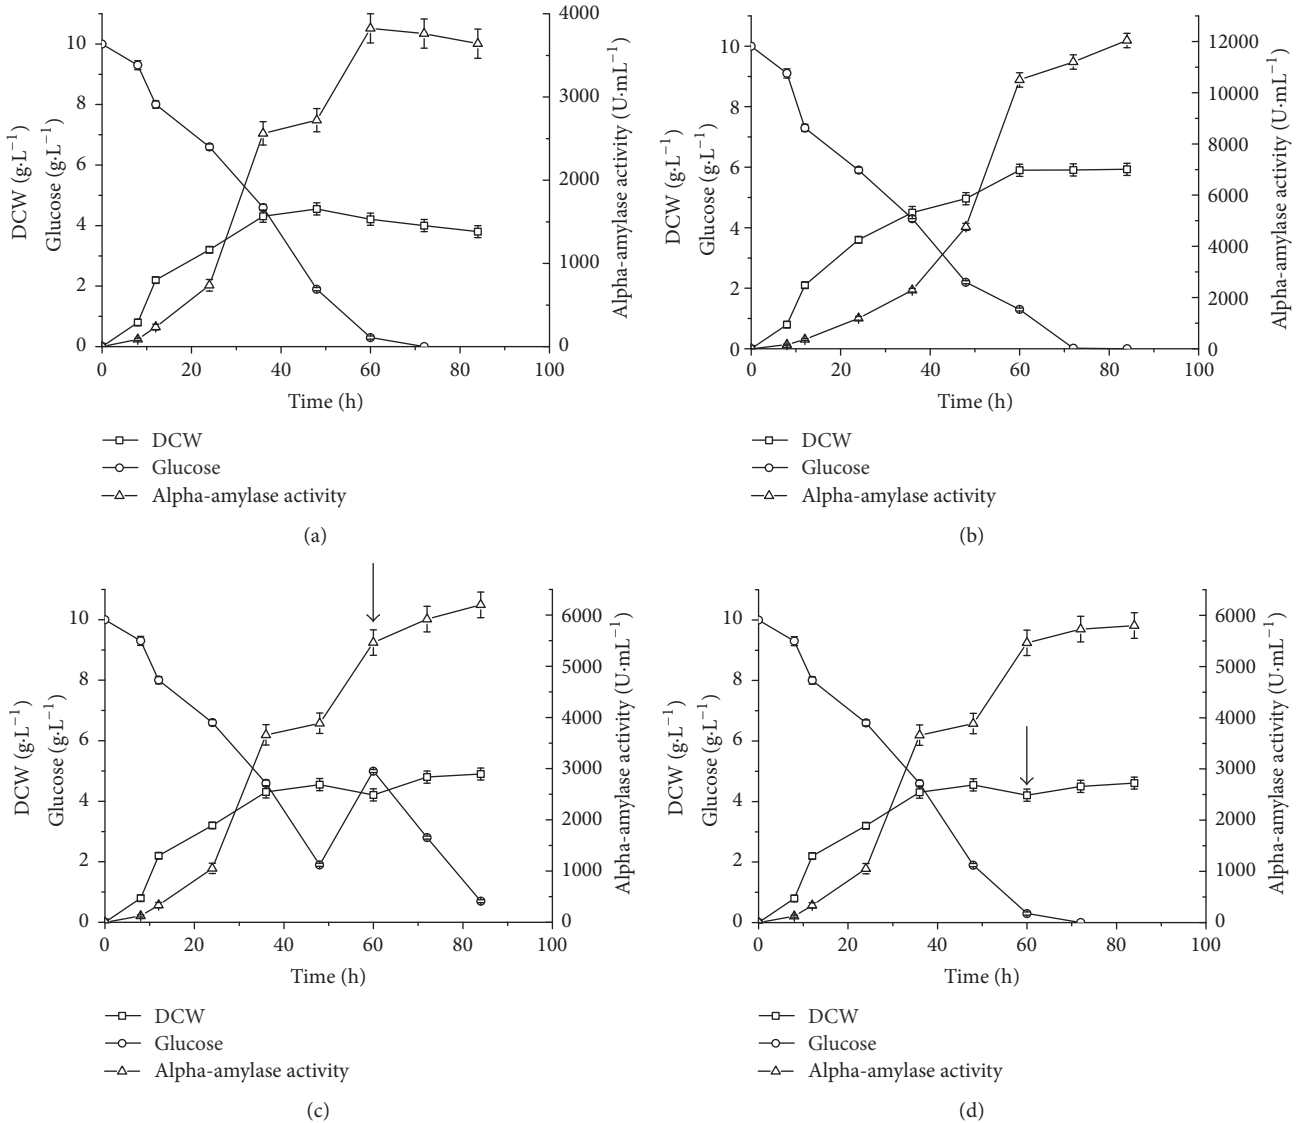 DCW (g·L⁻¹)
Glucose (g·L⁻¹)
10
8
6
4
2
0
4000
3000
2000
1000
0
Alpha-amylase activity (U·mL⁻¹)
0 20 40 60 80 100
Time (h)
DCW
Glucose
Alpha-amylase activity
(a)
DCW (g·L⁻¹)
Glucose (g·L⁻¹)
10
8
6
4
2
0
12000
10000
8000
6000
4000
2000
0
Alpha-amylase activity (U·mL⁻¹)
0 20 40 60 80 100
Time (h)
DCW
Glucose
Alpha-amylase activity
(b)
DCW (g·L⁻¹)
Glucose (g·L⁻¹)
10
8
6
4
2
0
6000
5000
4000
3000
2000
1000
0
Alpha-amylase activity (U·mL⁻¹)
0 20 40 60 80 100
Time (h)
DCW
Glucose
Alpha-amylase activity
(c)
DCW (g·L⁻¹)
Glucose (g·L⁻¹)
10
8
6
4
2
0
6000
5000
4000
3000
2000
1000
0
Alpha-amylase activity (U·mL⁻¹)
0 20 40 60 80 100
Time (h)
DCW
Glucose
Alpha-amylase activity
(d)